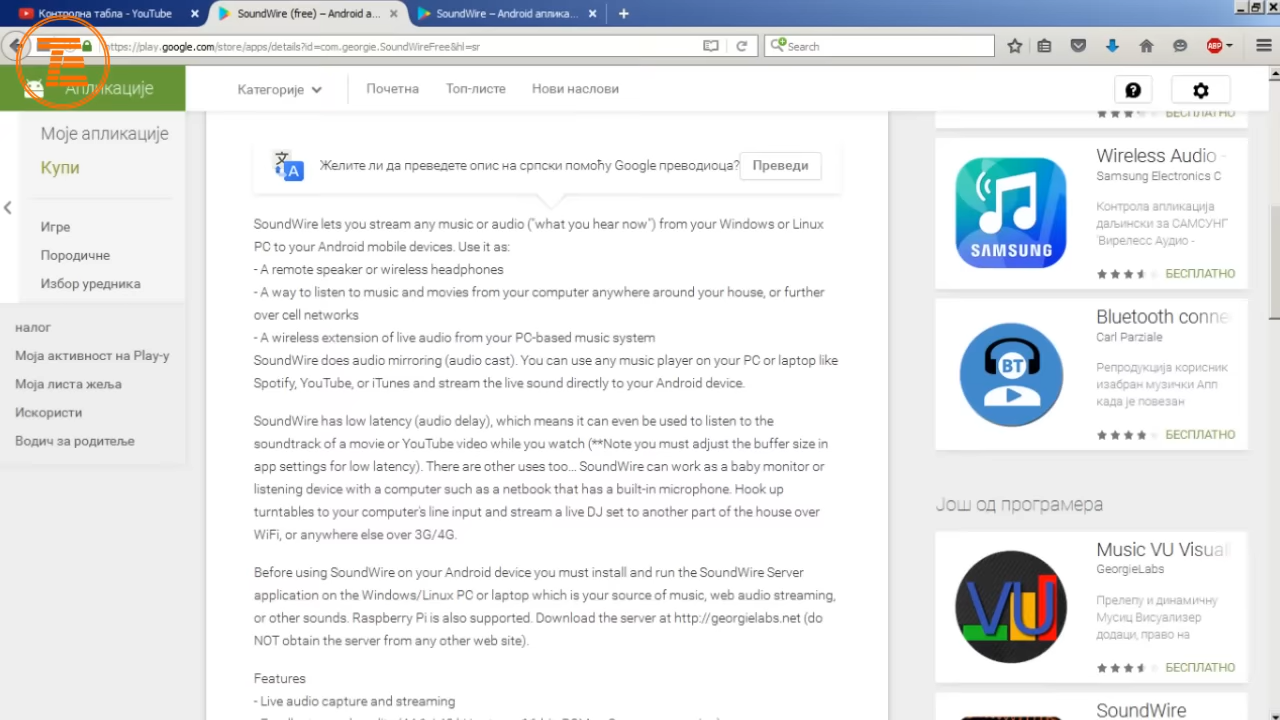 Контролна табла - YouTube
SoundWire (free) – Android a...
SoundWire – Android аплика...
https://play.google.com/store/apps/details?id=com.georgie.SoundWireFree&hl=sr
Search
ABP
Апликације
Категорије
Почетна
Топ-листе
Нови наслови
Моје апликације
Купи
Игре
Породичне
Избор уредника
налог
Моја активност на Play-у
Моја листа жеља
Искористи
Водич за родитеље
Желите ли да преведете опис на српски помоћу Google преводиоца?
Преведи
SoundWire lets you stream any music or audio ("what you hear now") from your Windows or Linux
PC to your Android mobile devices. Use it as:
- A remote speaker or wireless headphones
- A way to listen to music and movies from your computer anywhere around your house, or further
over cell networks
- A wireless extension of live audio from your PC-based music system
SoundWire does audio mirroring (audio cast). You can use any music player on your PC or laptop like
Spotify, YouTube, or iTunes and stream the live sound directly to your Android device.
SoundWire has low latency (audio delay), which means it can even be used to listen to the
soundtrack of a movie or YouTube video while you watch (**Note you must adjust the buffer size in
app settings for low latency). There are other uses too... SoundWire can work as a baby monitor or
listening device with a computer such as a netbook that has a built-in microphone. Hook up
turntables to your computer's line input and stream a live DJ set to another part of the house over
WiFi, or anywhere else over 3G/4G.
Before using SoundWire on your Android device you must install and run the SoundWire Server
application on the Windows/Linux PC or laptop which is your source of music, web audio streaming,
or other sounds. Raspberry Pi is also supported. Download the server at http://georgielabs.net (do
NOT obtain the server from any other web site).
Features
- Live audio capture and streaming
БЕСПЛАТНО
Wireless Audio -
Samsung Electronics C
Контрола апликација
даљински за САМСУНГ
'Вирелесс Аудио -
БЕСПЛАТНО
SAMSUNG
Bluetooth conne
Carl Parziale
Репродукција корисник
изабран музички Апп
када је повезан
БЕСПЛАТНО
BT
Још од програмера
Music VU Visual
GeorgieLabs
Прелепу и динамичну
Мусиц Висуализер
додаци, право на
БЕСПЛАТНО
VU
SoundWire